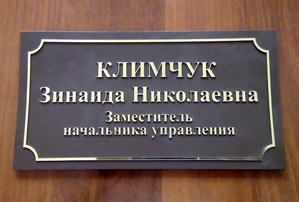 КЛИМЧУК
Зинаида Николаевна
Заместитель
начальника управления